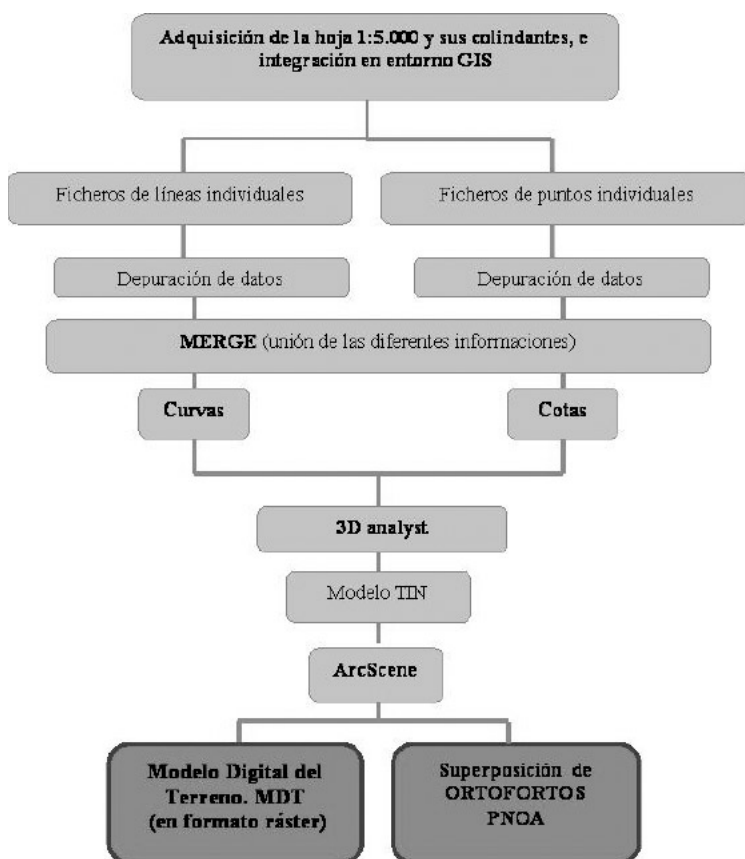 Adquisición de la hoja 1:5.000 y sus colindantes, e
integración en entorno GIS
Ficheros de líneas individuales
Ficheros de puntos individuales
Depuración de datos
Depuración de datos
MERGE (unión de las diferentes informaciones)
Curvas
Cotas
3D analyst
Modelo TIN
ArcScene
Modelo Digital del
Terreno. MDT
(en formato ráster)
Superposición de
ORTOFORTOS
PNOA